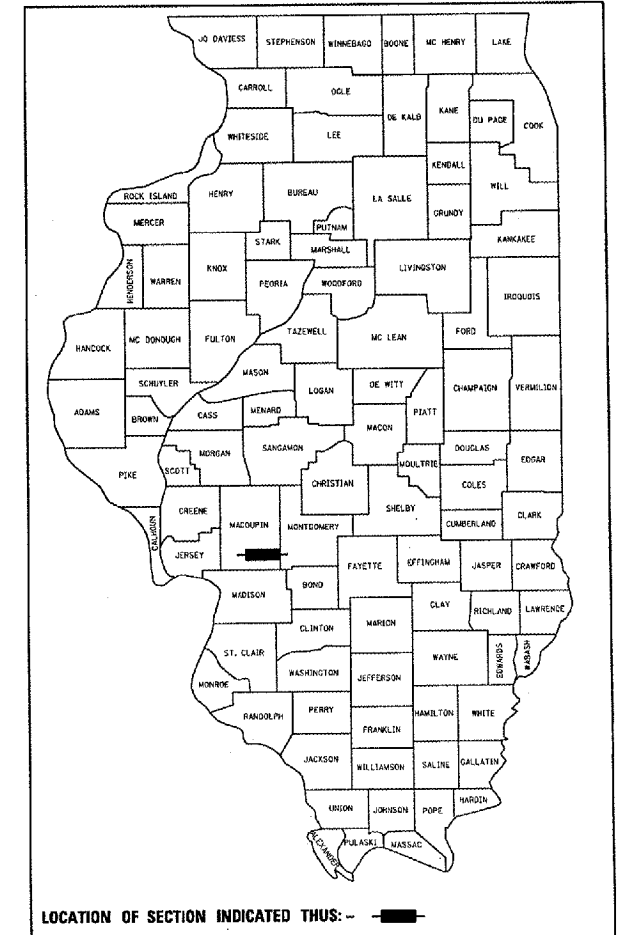 JO DAVIESS
STEPHENSON
WINNEBAGO
BOONE
MC HENRY
LAKE
CARROLL
OGLE
DE KALB
KANE
DU PAGE
COOK
WHITESIDE
LEE
KENDALL
WILL
ROCK ISLAND
HENRY
BUREAU
LA SALLE
GRUNDY
MERCER
PUTNAM
KANKAKEE
STARK
MARSHALL
HENDERSON
WARREN
KNOX
PEORIA
WOODFORD
LIVINGSTON
IROQUOIS
HANCOCK
MC DONOUGH
FULTON
TAZEWELL
MC LEAN
FORD
MASON
SCHUYLER
LOGAN
DE WITT
CHAMPAIGN
VERMILION
ADAMS
BROWN
CASS
MENARD
PIATT
MACON
PIKE
SCOTT
MORGAN
SANGAMON
MOULTRIE
DOUGLAS
EDGAR
CHRISTIAN
COLES
SHELBY
GREENE
MACOUPIN
MONTGOMERY
CUMBERLAND
CLARK
CALHOUN
JERSEY
FAYETTE
EFFINGHAM
JASPER
CRAWFORD
MADISON
BOND
CLAY
RICHLAND
LAWRENCE
CLINTON
MARION
ST. CLAIR
WAYNE
EDWARDS
WABASH
WASHINGTON
JEFFERSON
MONROE
RANDOLPH
PERRY
HAMILTON
WHITE
FRANKLIN
JACKSON
WILLIAMSON
SALINE
GALLATIN
UNION
JOHNSON
POPE
HARDIN
ALEXANDER
PULASKI
MASSAC
LOCATION OF SECTION INDICATED THUS: -